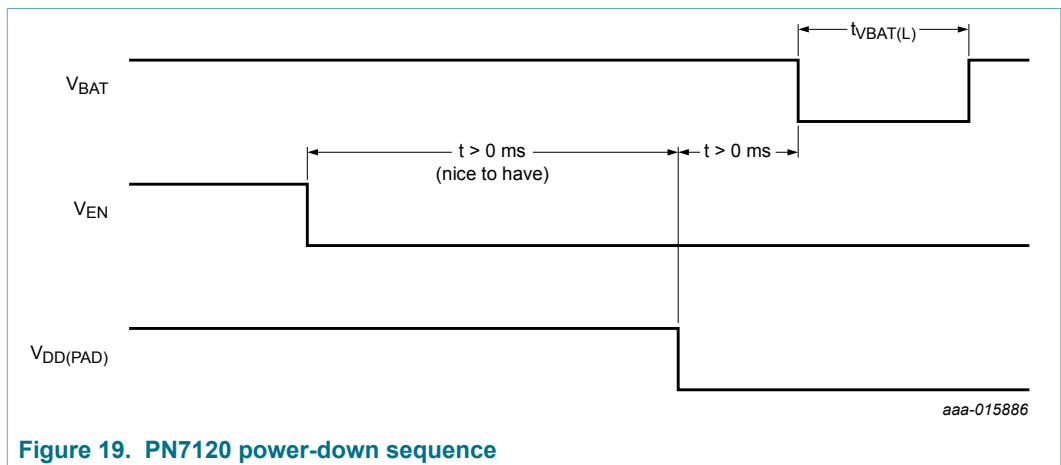 tVBAT(L)
VBAT
t > 0 ms
(nice to have)
t > 0 ms
VEN
VDD(PAD)
aaa-015886
Figure 19. PN7120 power-down sequence